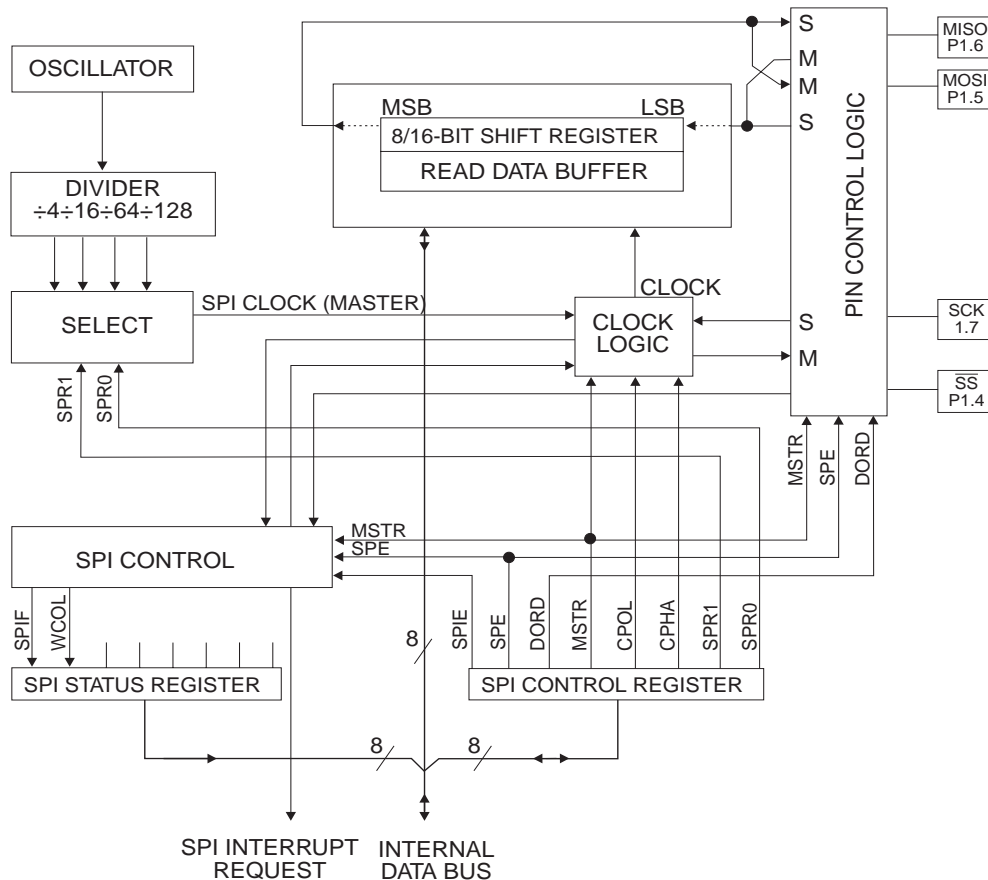 OSCILLATOR
DIVIDER
÷4÷16÷64÷128
SELECT
SPI CLOCK (MASTER)
SPR1
SPR0
MSB
LSB
8/16-BIT SHIFT REGISTER
READ DATA BUFFER
CLOCK
CLOCK
LOGIC
S
M
M
S
S
M
PIN CONTROL LOGIC
MISO
P1.6
MOSI
P1.5
SCK
1.7
SS
P1.4
MSTR
SPE
DORD
SPI CONTROL
MSTR
SPE
SPIF
WCOL
SPI STATUS REGISTER
8
SPIE
SPE
DORD
MSTR
CPOL
CPHA
SPR1
SPR0
SPI CONTROL REGISTER
8
8
SPI INTERRUPT
REQUEST
INTERNAL
DATA BUS